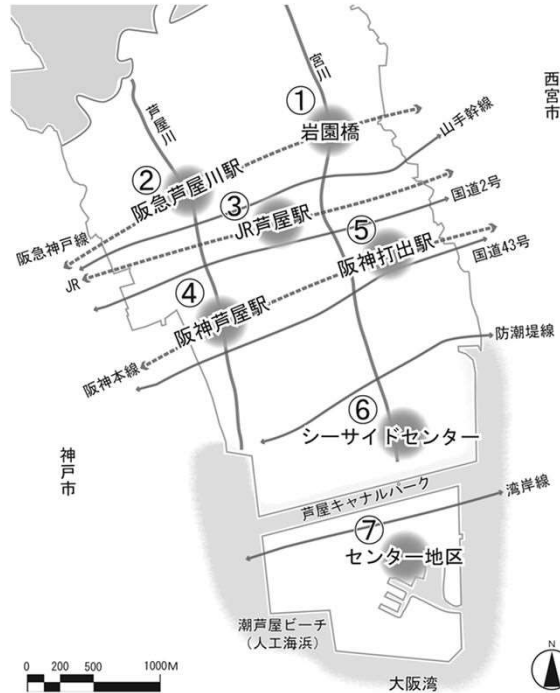 宮川
芦屋川
西宮市
①
岩園橋
山手幹線
②
阪急芦屋川駅
③
JR芦屋駅
国道2号
阪急神戸線
JR
⑤
阪神打出駅
国道43号
④
阪神芦屋駅
防潮堤線
阪神本線
⑥
シーサイドセンター
神戸市
芦屋キャナルパーク
湾岸線
⑦
センター地区
潮芦屋ビーチ
（人工海浜）
大阪湾
0 200 500 1000M
N